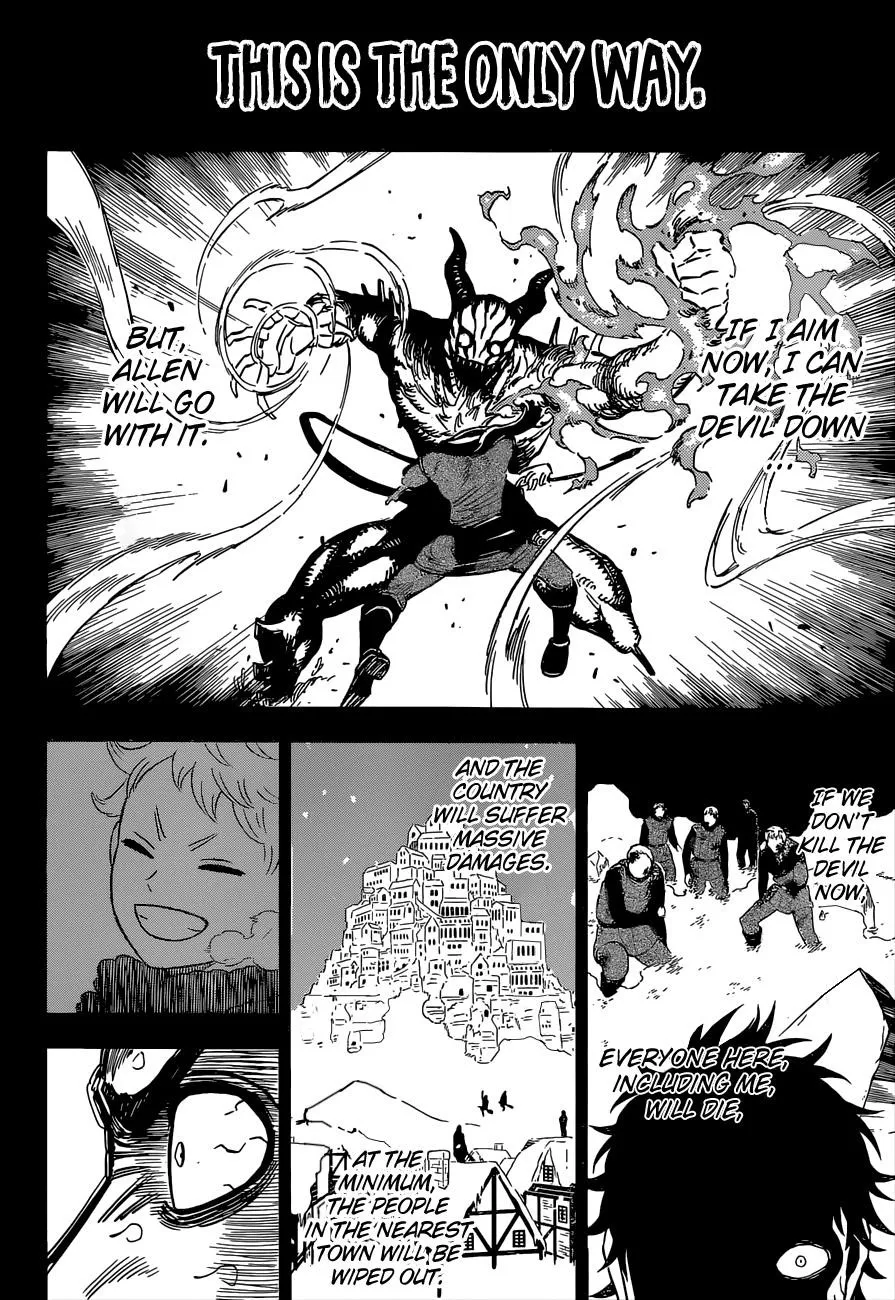 THIS IS THE ONLY WAY.
IF I AIM
NOW, I CAN
TAKE THE
DEVIL DOWN
...
BUT,
ALLEN
WILL GO
WITH IT.
IF WE
DON'T
KILL THE
DEVIL
NOW,
EVERYONE HERE,
INCLUDING ME,
WILL DIE,
AND THE
COUNTRY
WILL SUFFER
MASSIVE
DAMAGES.
AT THE
MINIMUM,
THE PEOPLE
IN THE NEAREST
TOWN WILL BE
WIPED OUT.